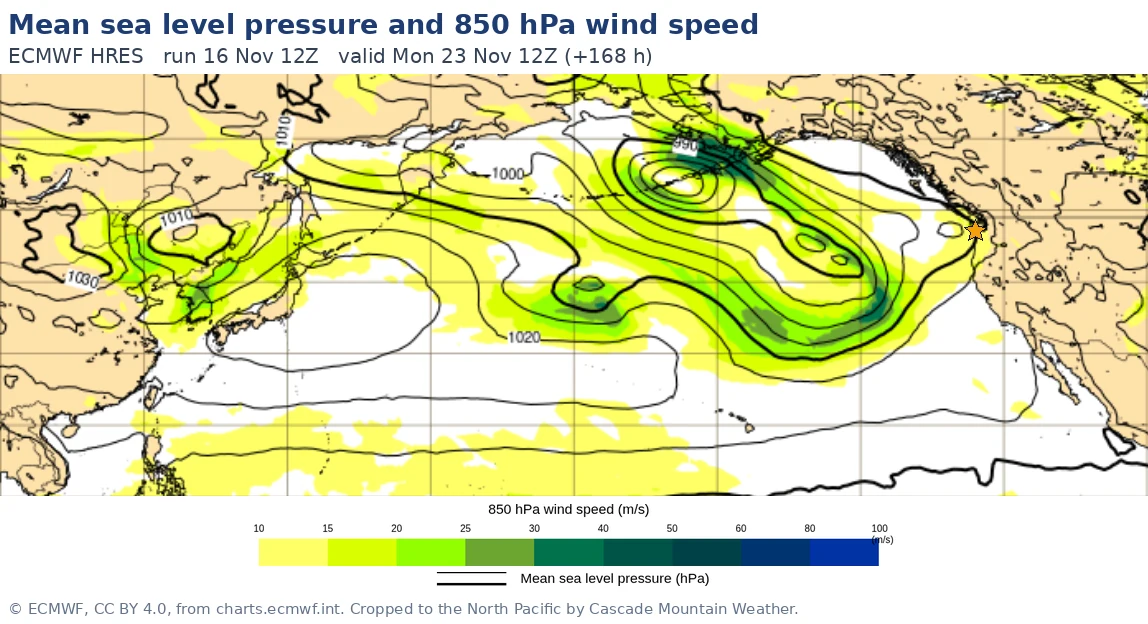 Mean sea level pressure and 850 hPa wind speed
ECMWF HRES run 16 Nov 12Z valid Mon 23 Nov 12Z (+168 h)
1010
990
1000
1010
1030
1020
850 hPa wind speed (m/s)
10 15 20 25 30 40 50 60 80 100
(m/s)
Mean sea level pressure (hPa)
© ECMWF, CC BY 4.0, from charts.ecmwf.int. Cropped to the North Pacific by Cascade Mountain Weather.